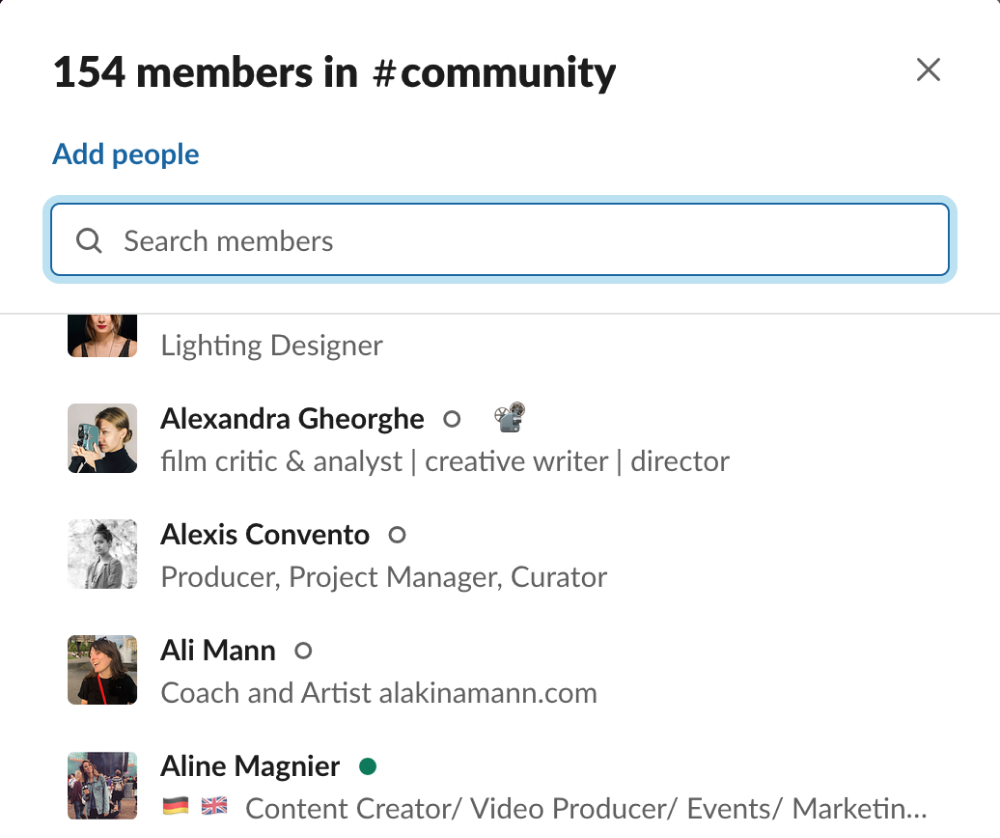 154 members in #community
Add people
Search members
Lighting Designer
Alexandra Gheorghe
film critic & analyst | creative writer | director
Alexis Convento
Producer, Project Manager, Curator
Ali Mann
Coach and Artist alakinamann.com
Aline Magnier
🇩🇪 🇬🇧 Content Creator/ Video Producer/ Events/ Marketin...